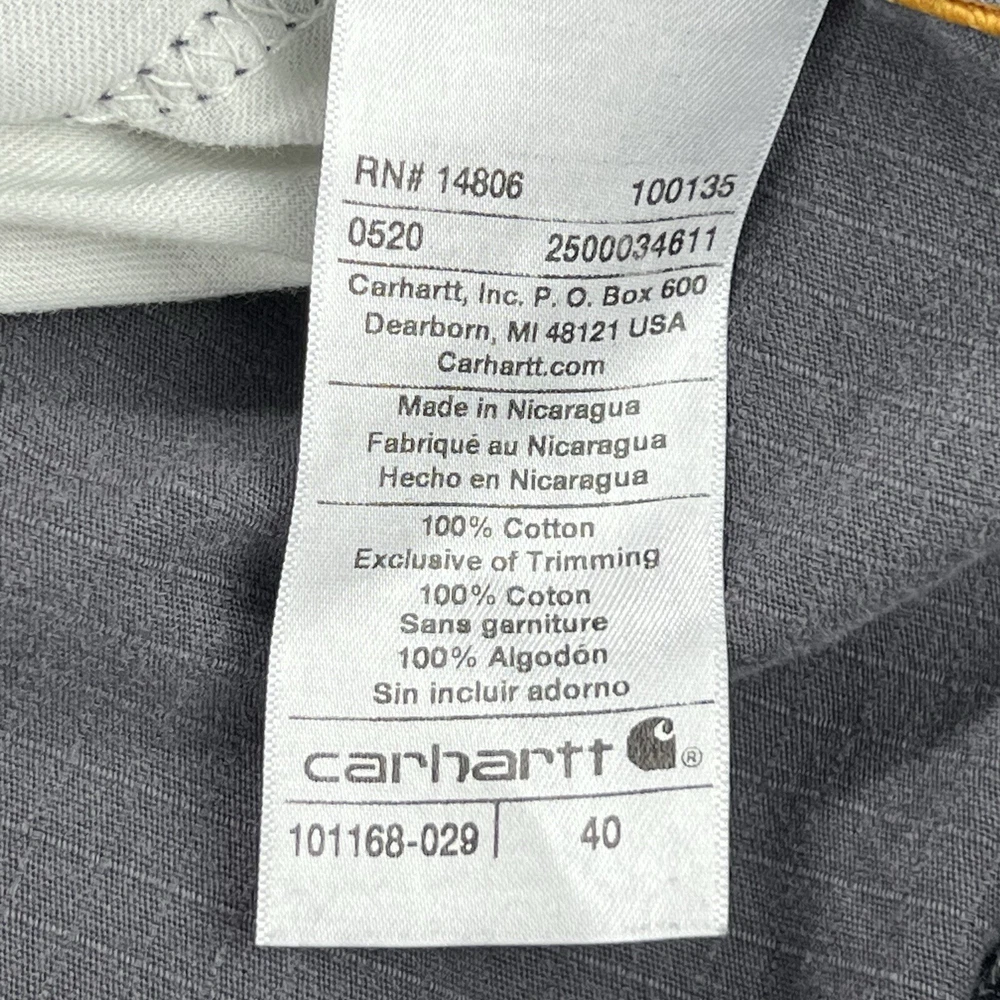 RN# 14806 100135
0520 2500034611
Carhartt, Inc. P. O. Box 600
Dearborn, MI 48121 USA
Carhartt.com
Made in Nicaragua
Fabriqué au Nicaragua
Hecho en Nicaragua
100% Cotton
Exclusive of Trimming
100% Coton
Sans garniture
100% Algodón
Sin incluir adorno
carhartt ®
101168-029 40